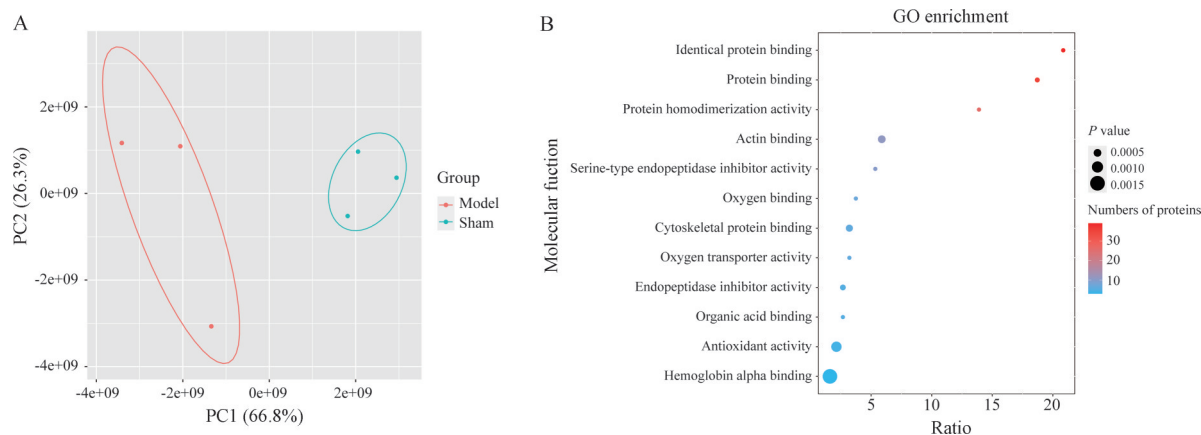 A
PC2 (26.3%)
2e+09
0e+09
-2e+09
-4e+09
-4e+09 -2e+09 0e+09 2e+09
PC1 (66.8%)
Group
Model
Sham
B
GO enrichment
Molecular fuction
Identical protein binding
Protein binding
Protein homodimerization activity
Actin binding
Serine-type endopeptidase inhibitor activity
Oxygen binding
Cytoskeletal protein binding
Oxygen transporter activity
Endopeptidase inhibitor activity
Organic acid binding
Antioxidant activity
Hemoglobin alpha binding
5 10 15 20
Ratio
P value
0.0005
0.0010
0.0015
Numbers of proteins
30
20
10